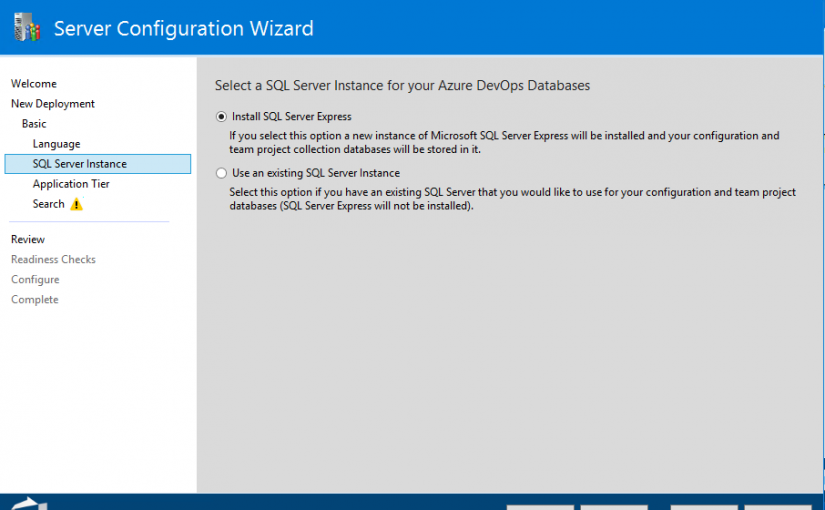 Server Configuration Wizard
Welcome
New Deployment
Basic
Language
SQL Server Instance
Application Tier
Search
Review
Readiness Checks
Configure
Complete
Select a SQL Server Instance for your Azure DevOps Databases
Install SQL Server Express
If you select this option a new instance of Microsoft SQL Server Express will be installed and your configuration and
team project collection databases will be stored in it.
Use an existing SQL Server Instance
Select this option if you have an existing SQL Server that you would like to use for your configuration and team project
databases (SQL Server Express will not be installed).